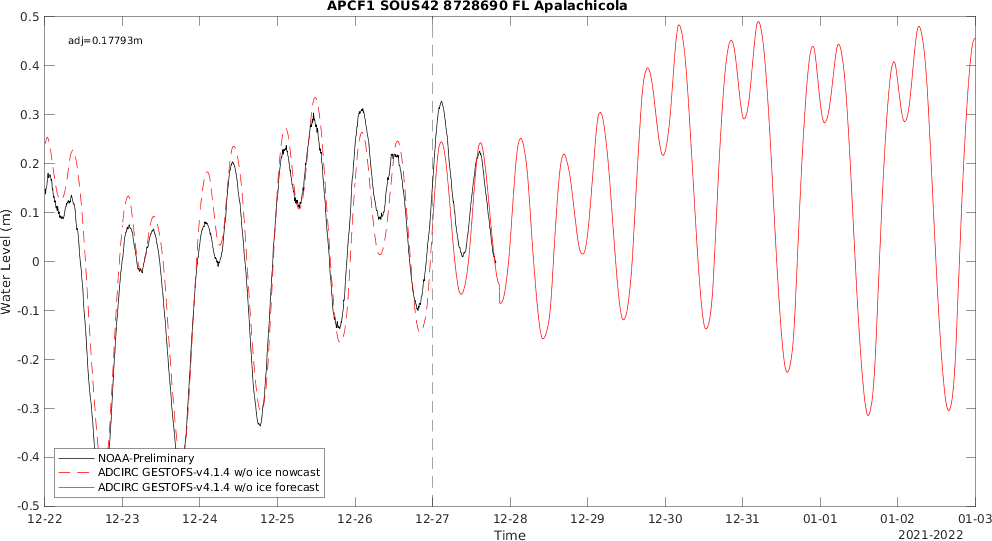 APCF1 SOUS42 8728690 FL Apalachicola
adj=0.17793m
0.5
0.4
0.3
0.2
0.1
0
-0.1
-0.2
-0.3
-0.4
-0.5
Water Level (m)
NOAA-Preliminary
ADCIRC GESTOFS-v4.1.4 w/o ice nowcast
ADCIRC GESTOFS-v4.1.4 w/o ice forecast
12-22 12-23 12-24 12-25 12-26 12-27 12-28 12-29 12-30 12-31 01-01 01-02 01-03
Time
2021-2022